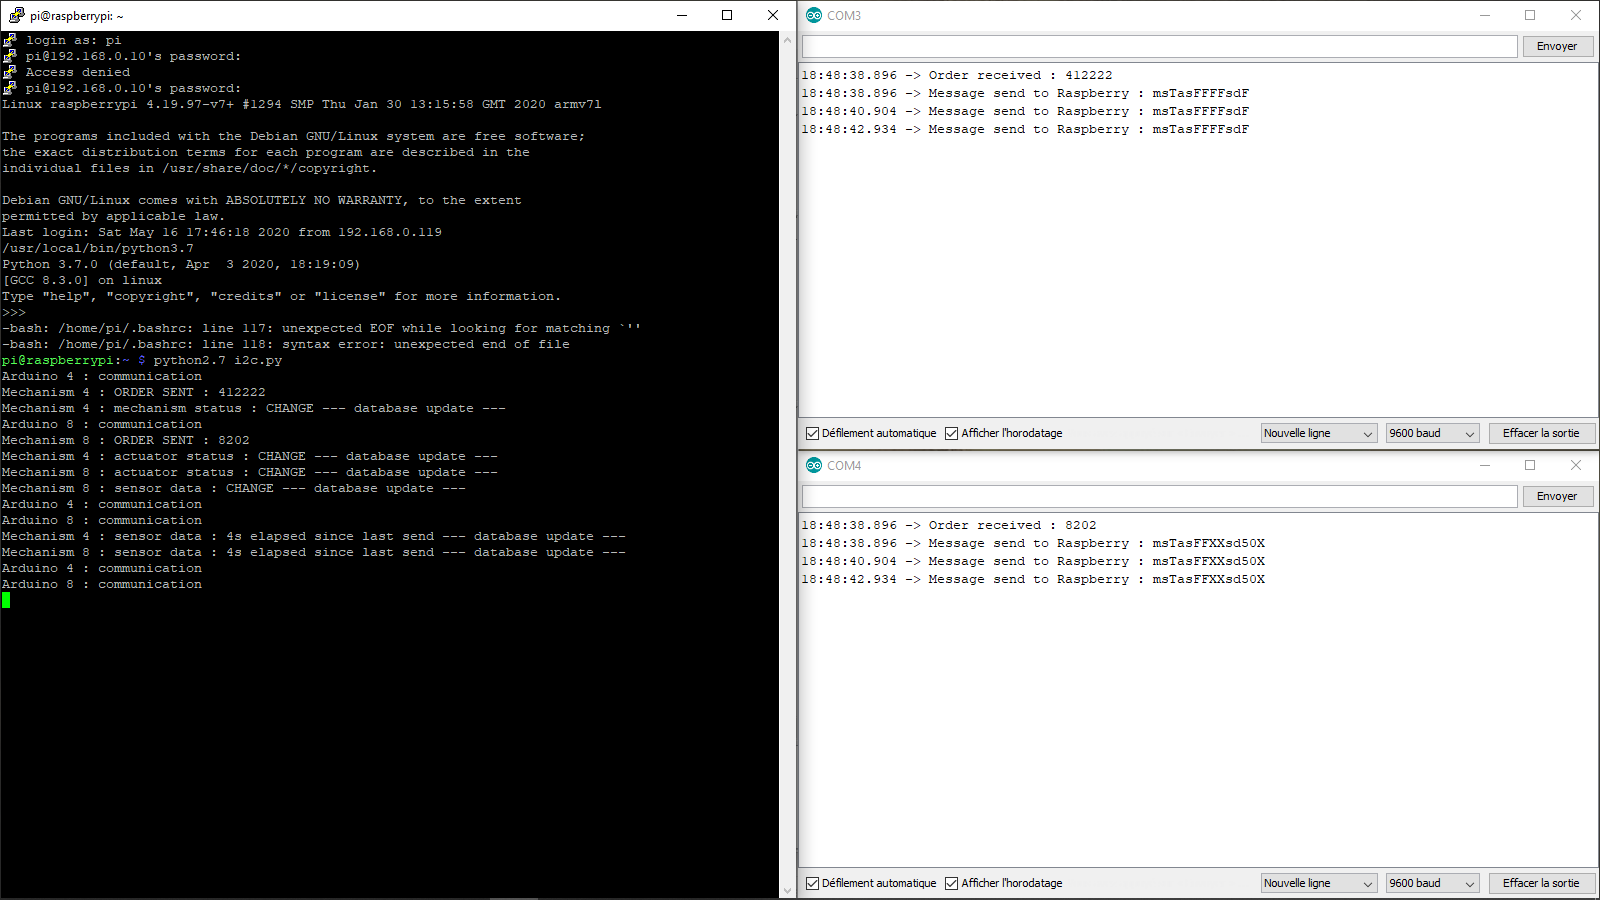 pi@raspberrypi: ~
login as: pi
pi@192.168.0.10's password:
Access denied
pi@192.168.0.10's password:
Linux raspberrypi 4.19.97-v7+ #1294 SMP Thu Jan 30 13:15:58 GMT 2020 armv7l
The programs included with the Debian GNU/Linux system are free software;
the exact distribution terms for each program are described in the
individual files in /usr/share/doc/*/copyright.
Debian GNU/Linux comes with ABSOLUTELY NO WARRANTY, to the extent
permitted by applicable law.
Last login: Sat May 16 17:46:18 2020 from 192.168.0.119
/usr/local/bin/python3.7
Python 3.7.0 (default, Apr  3 2020, 18:19:09)
[GCC 8.3.0] on linux
Type "help", "copyright", "credits" or "license" for more information.
>>>
-bash: /home/pi/.bashrc: line 117: unexpected EOF while looking for matching `''
-bash: /home/pi/.bashrc: line 118: syntax error: unexpected end of file
pi@raspberrypi:~ $ python2.7 i2c.py
Arduino 4 : communication
Mechanism 4 : ORDER SENT : 412222
Mechanism 4 : mechanism status : CHANGE --- database update ---
Arduino 8 : communication
Mechanism 8 : ORDER SENT : 8202
Mechanism 4 : actuator status : CHANGE --- database update ---
Mechanism 8 : actuator status : CHANGE --- database update ---
Mechanism 8 : sensor data : CHANGE --- database update ---
Arduino 4 : communication
Arduino 8 : communication
Mechanism 4 : sensor data : 4s elapsed since last send --- database update ---
Mechanism 8 : sensor data : 4s elapsed since last send --- database update ---
Arduino 4 : communication
Arduino 8 : communication
COM3
Envoyer
18:48:38.896 -> Order received : 412222
18:48:38.896 -> Message send to Raspberry : msTasFFFFsdF
18:48:40.904 -> Message send to Raspberry : msTasFFFFsdF
18:48:42.934 -> Message send to Raspberry : msTasFFFFsdF
Défilement automatique Afficher l'horodatage Nouvelle ligne 9600 baud Effacer la sortie
COM4
Envoyer
18:48:38.896 -> Order received : 8202
18:48:38.896 -> Message send to Raspberry : msTasFFXXsd50X
18:48:40.904 -> Message send to Raspberry : msTasFFXXsd50X
18:48:42.934 -> Message send to Raspberry : msTasFFXXsd50X
Défilement automatique Afficher l'horodatage Nouvelle ligne 9600 baud Effacer la sortie